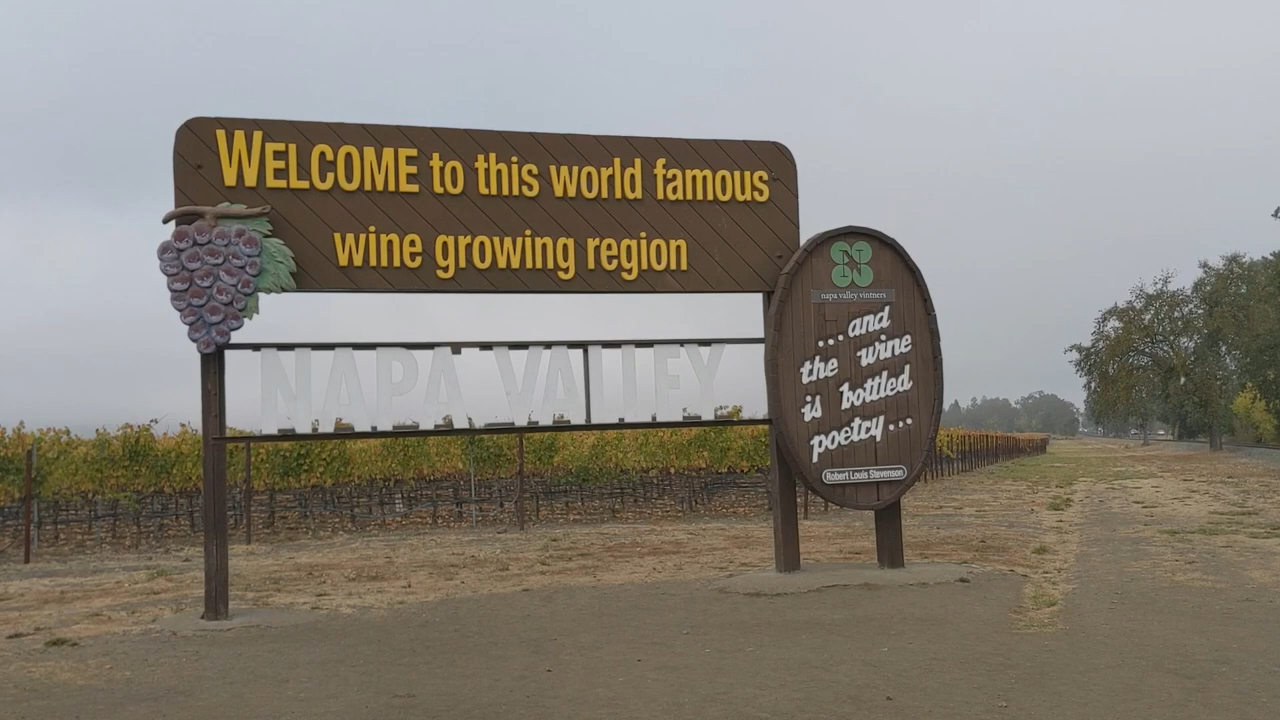 WELCOME to this world famous
wine growing region
NAPA VALLEY
N
napa valley vintners
...and
the wine
is bottled
poetry...
Robert Louis Stevenson